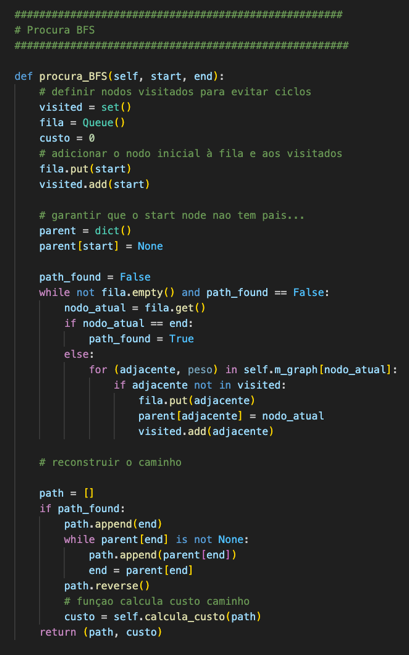 #####################################################
# Procura BFS
######################################################
def procura_BFS(self, start, end):
# definir nodos visitados para evitar ciclos
visited = set()
fila = Queue()
custo = 0
# adicionar o nodo inicial à fila e aos visitados
fila.put(start)
visited.add(start)
# garantir que o start node nao tem pais...
parent = dict()
parent[start] = None
path_found = False
while not fila.empty() and path_found == False:
nodo_atual = fila.get()
if nodo_atual == end:
path_found = True
else:
for (adjacente, peso) in self.m_graph[nodo_atual]:
if adjacente not in visited:
fila.put(adjacente)
parent[adjacente] = nodo_atual
visited.add(adjacente)
# reconstruir o caminho
path = []
if path_found:
path.append(end)
while parent[end] is not None:
path.append(parent[end])
end = parent[end]
path.reverse()
# funçao calcula custo caminho
custo = self.calcula_custo(path)
return (path, custo)